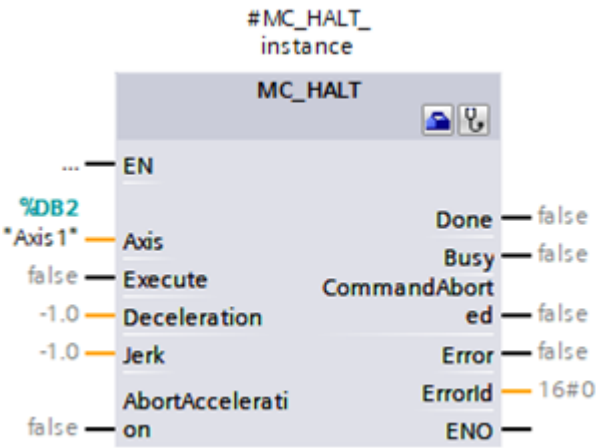 #MC_HALT_
instance
MC_HALT
... EN
%DB2
"Axis1" Axis
Done false
Busy false
false Execute
CommandAbort
ed false
-1.0 Deceleration
-1.0 Jerk
Error false
AbortAccelerati
ErrorId 16#0
false on
ENO